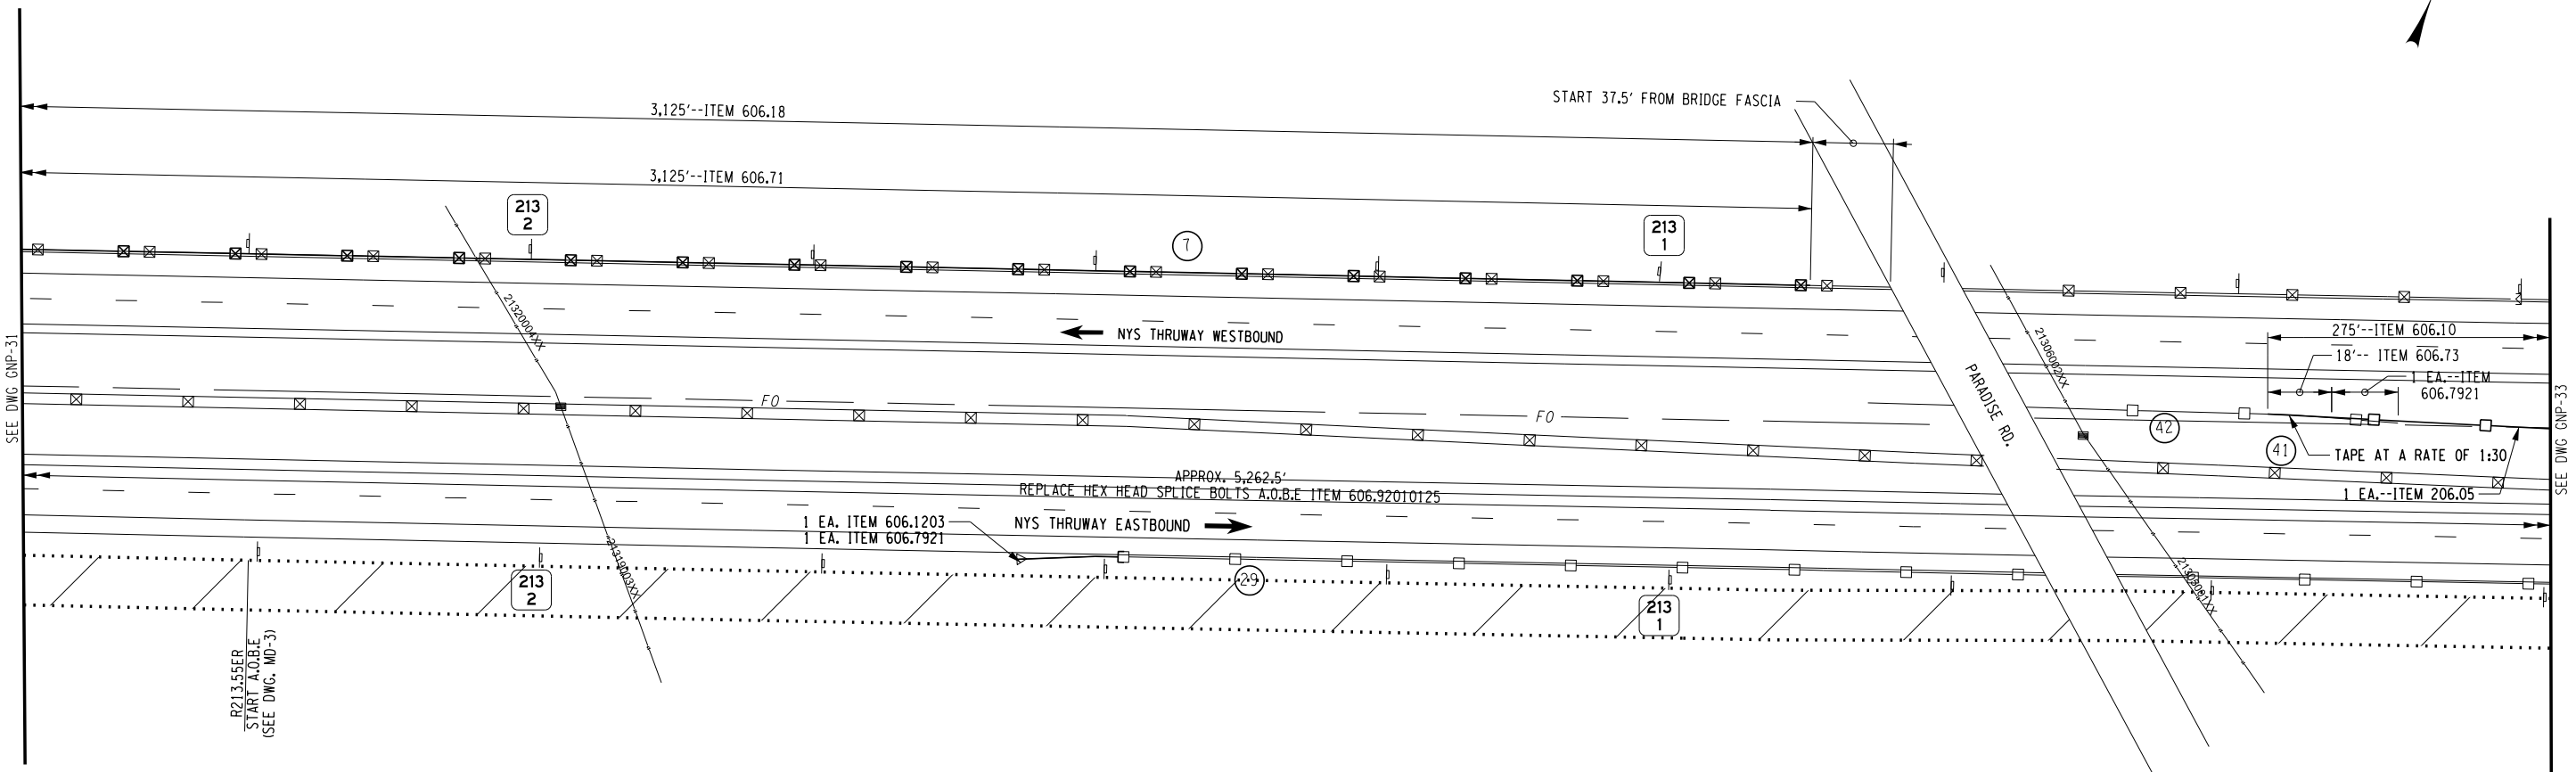 START 37.5' FROM BRIDGE FASCIA
3,125'--ITEM 606.18
3,125'--ITEM 606.71
213
2
7
213
1
21320004XX
NYS THRUWAY WESTBOUND
21306002XX
275'--ITEM 606.10
18'-- ITEM 606.73
1 EA.--ITEM
606.7921
SEE DWG GNP-31
PARADISE RD.
SEE DWG GNP-33
FO
FO
42
41
TAPE AT A RATE OF 1:30
APPROX. 5,262.5'
REPLACE HEX HEAD SPLICE BOLTS A.O.B.E ITEM 606.92010125
1 EA.--ITEM 206.05
1 EA. ITEM 606.1203
1 EA. ITEM 606.7921
NYS THRUWAY EASTBOUND
21319003XX
29
213
2
213
1
21303001XX
R213.55ER
START A.O.B.E
(SEE DWG. MD-3)